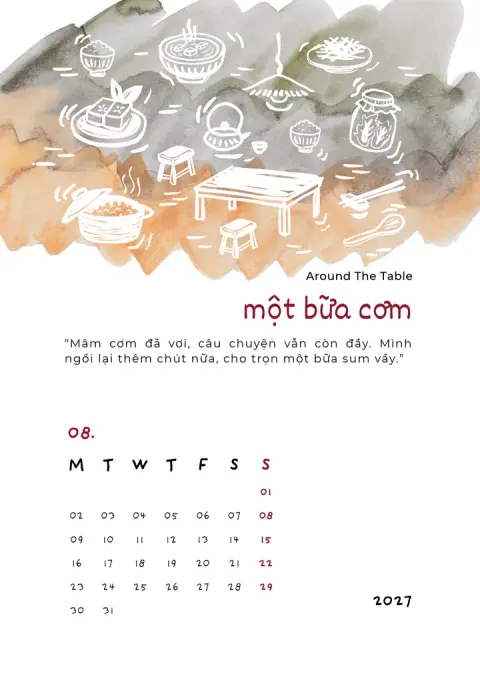 Around The Table
một bữa cơm
“Mâm cơm đã vơi, câu chuyện vẫn còn đầy. Mình
ngồi lại thêm chút nữa, cho trọn một bữa sum vầy.”
08.
M T W T F S S
01
02 03 04 05 06 07 08
09 10 11 12 13 14 15
16 17 18 19 20 21 22
23 24 25 26 27 28 29
30 31
2027